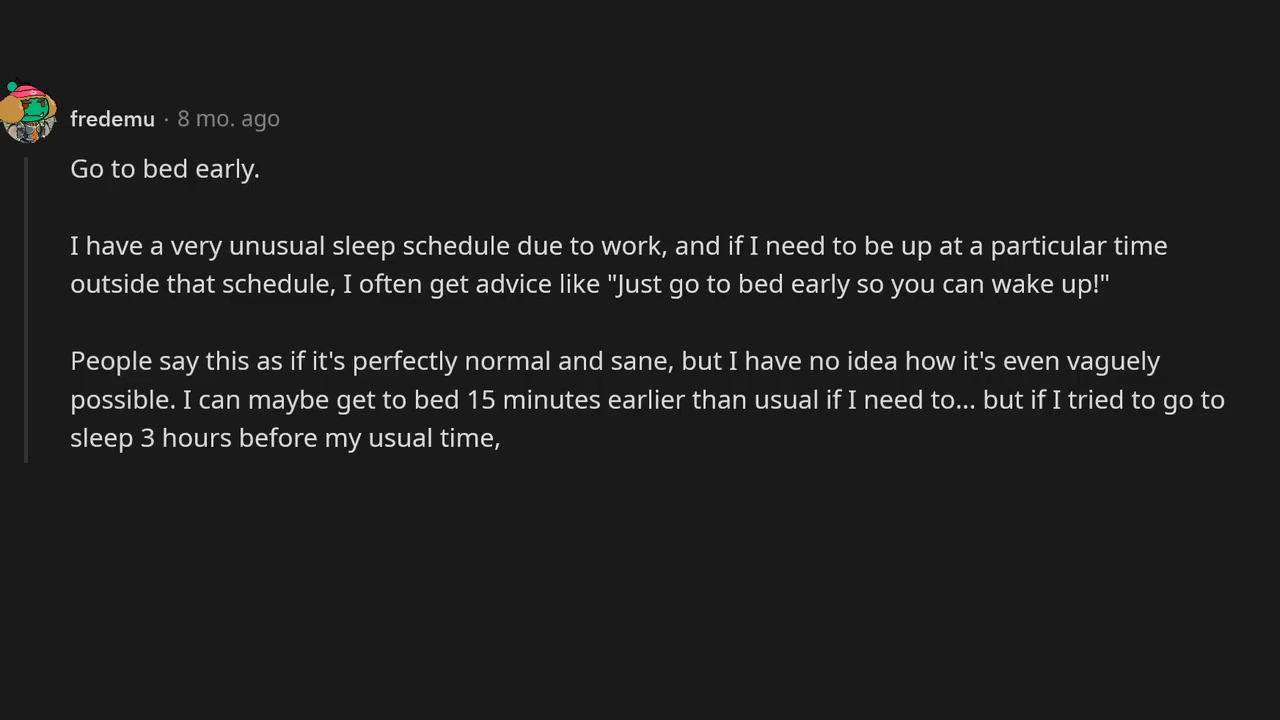 fredemu · 8 mo. ago
Go to bed early.
I have a very unusual sleep schedule due to work, and if I need to be up at a particular time
outside that schedule, I often get advice like "Just go to bed early so you can wake up!"
People say this as if it's perfectly normal and sane, but I have no idea how it's even vaguely
possible. I can maybe get to bed 15 minutes earlier than usual if I need to... but if I tried to go to
sleep 3 hours before my usual time,